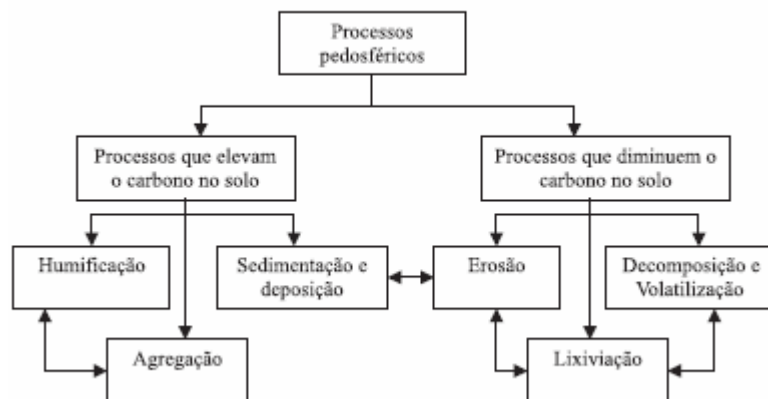 Processos
pedosféricos
Processos que elevam
o carbono no solo
Processos que diminuem o
carbono no solo
Humificação
Sedimentação e
deposição
Erosão
Decomposição e
Volatilização
Agregação
Lixiviação